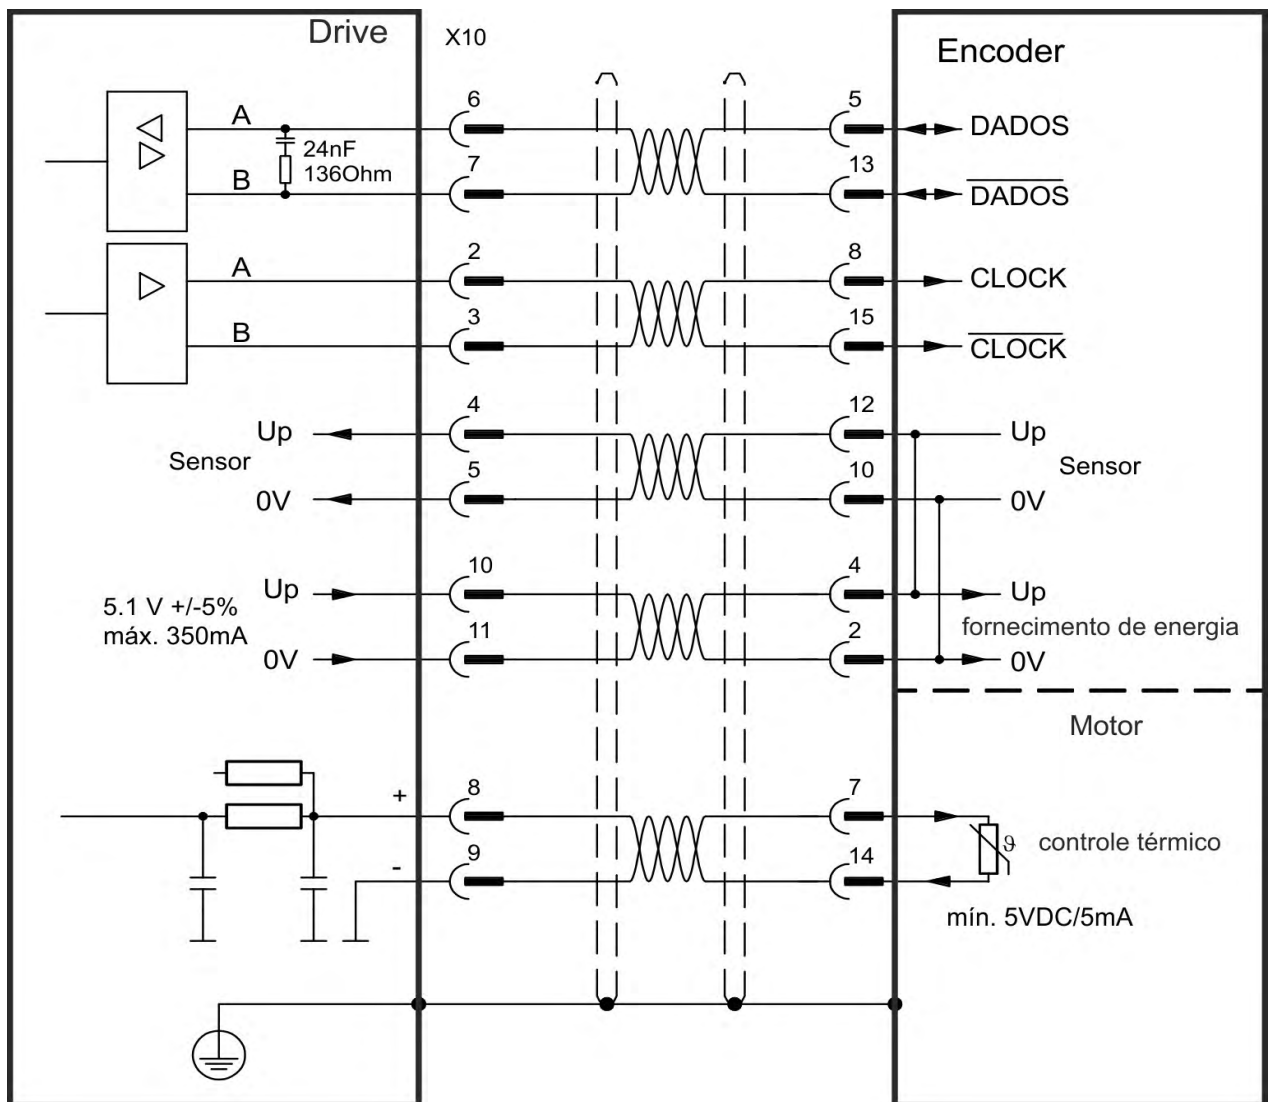 Drive
X10
Encoder
A
6
5
DADOS
24nF
136Ohm
B
7
13
DADOS
A
2
8
CLOCK
B
3
15
CLOCK
Up
4
12
Up
Sensor
Sensor
0V
5
10
0V
Up
10
4
Up
5.1 V +/-5%
máx. 350mA
fornecimento de energia
0V
11
2
0V
Motor
+
8
7
ϑ
controle térmico
-
9
14
mín. 5VDC/5mA